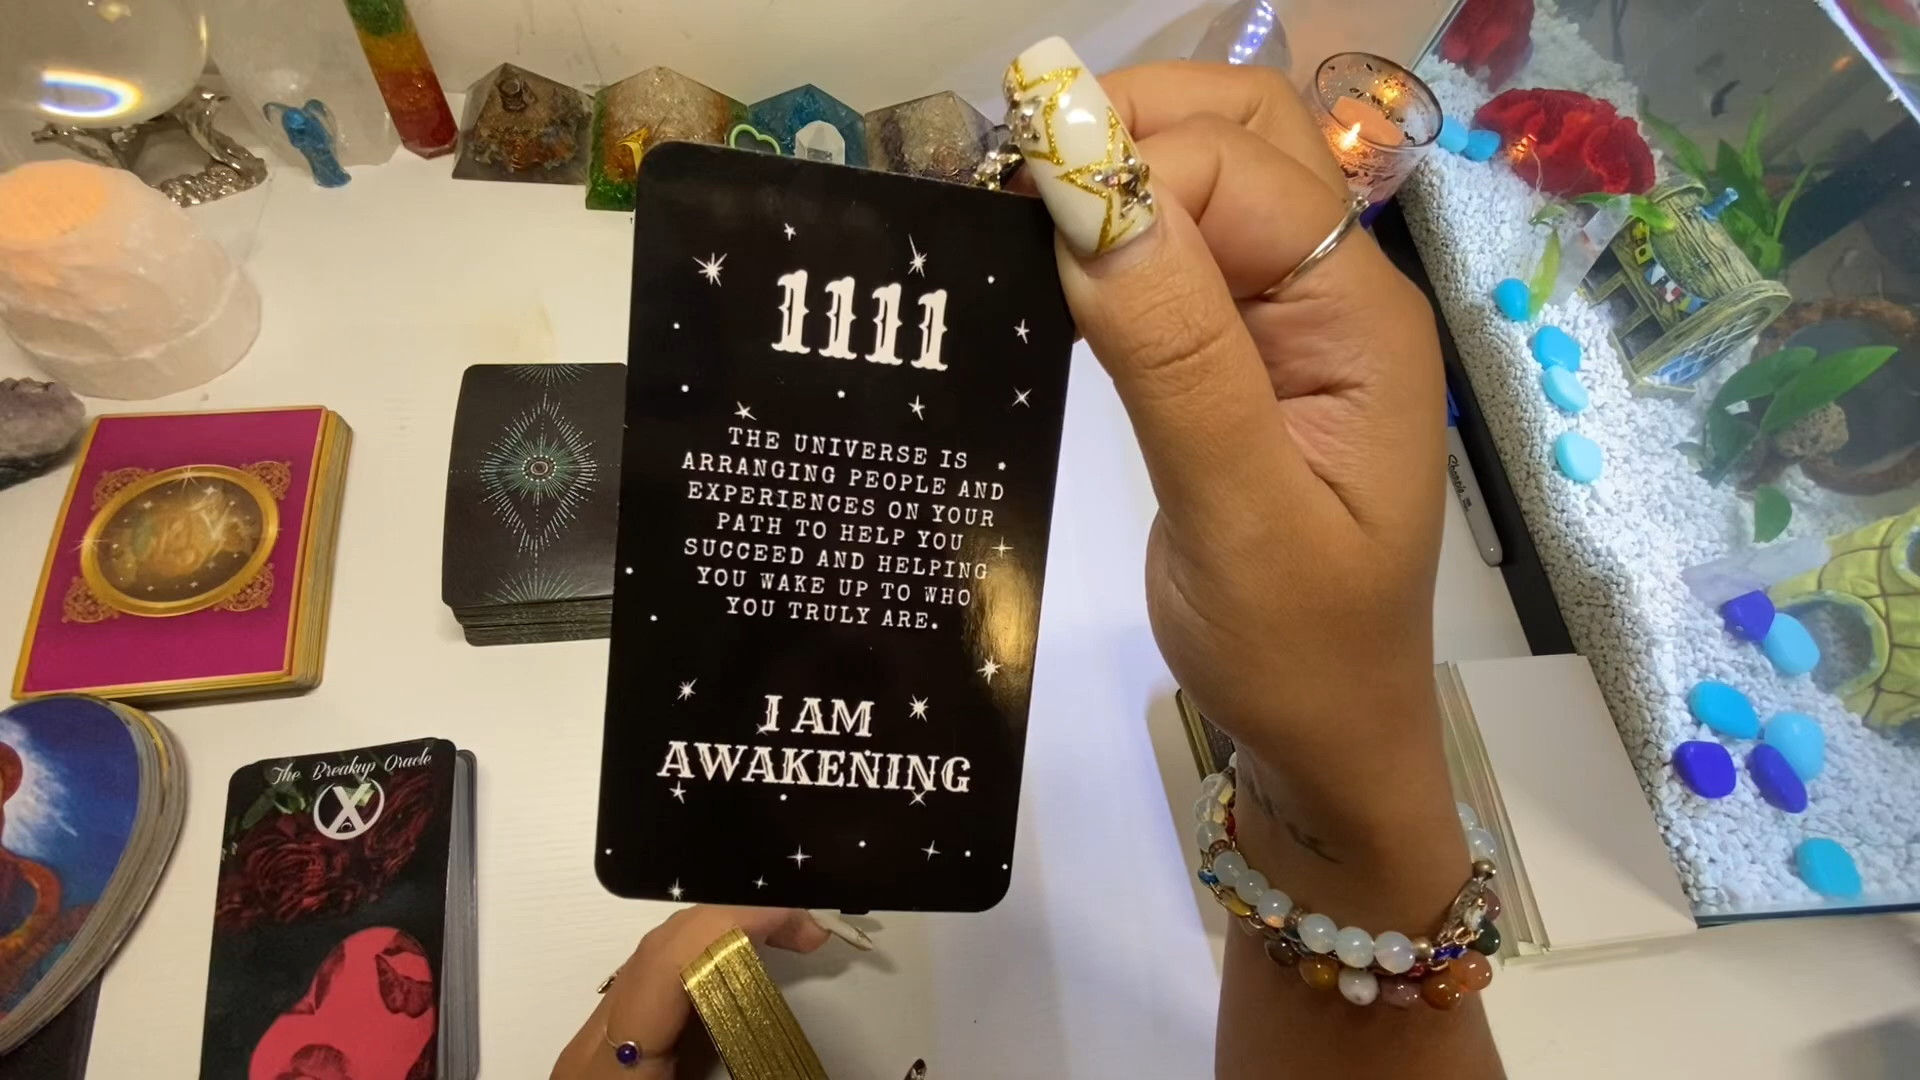 1111
THE UNIVERSE IS
ARRANGING PEOPLE AND
EXPERIENCES ON YOUR
PATH TO HELP YOU
SUCCEED AND HELPING
YOU WAKE UP TO WHO
YOU TRULY ARE.
I AM
AWAKENING
The Breakup Oracle
X
Sharpie